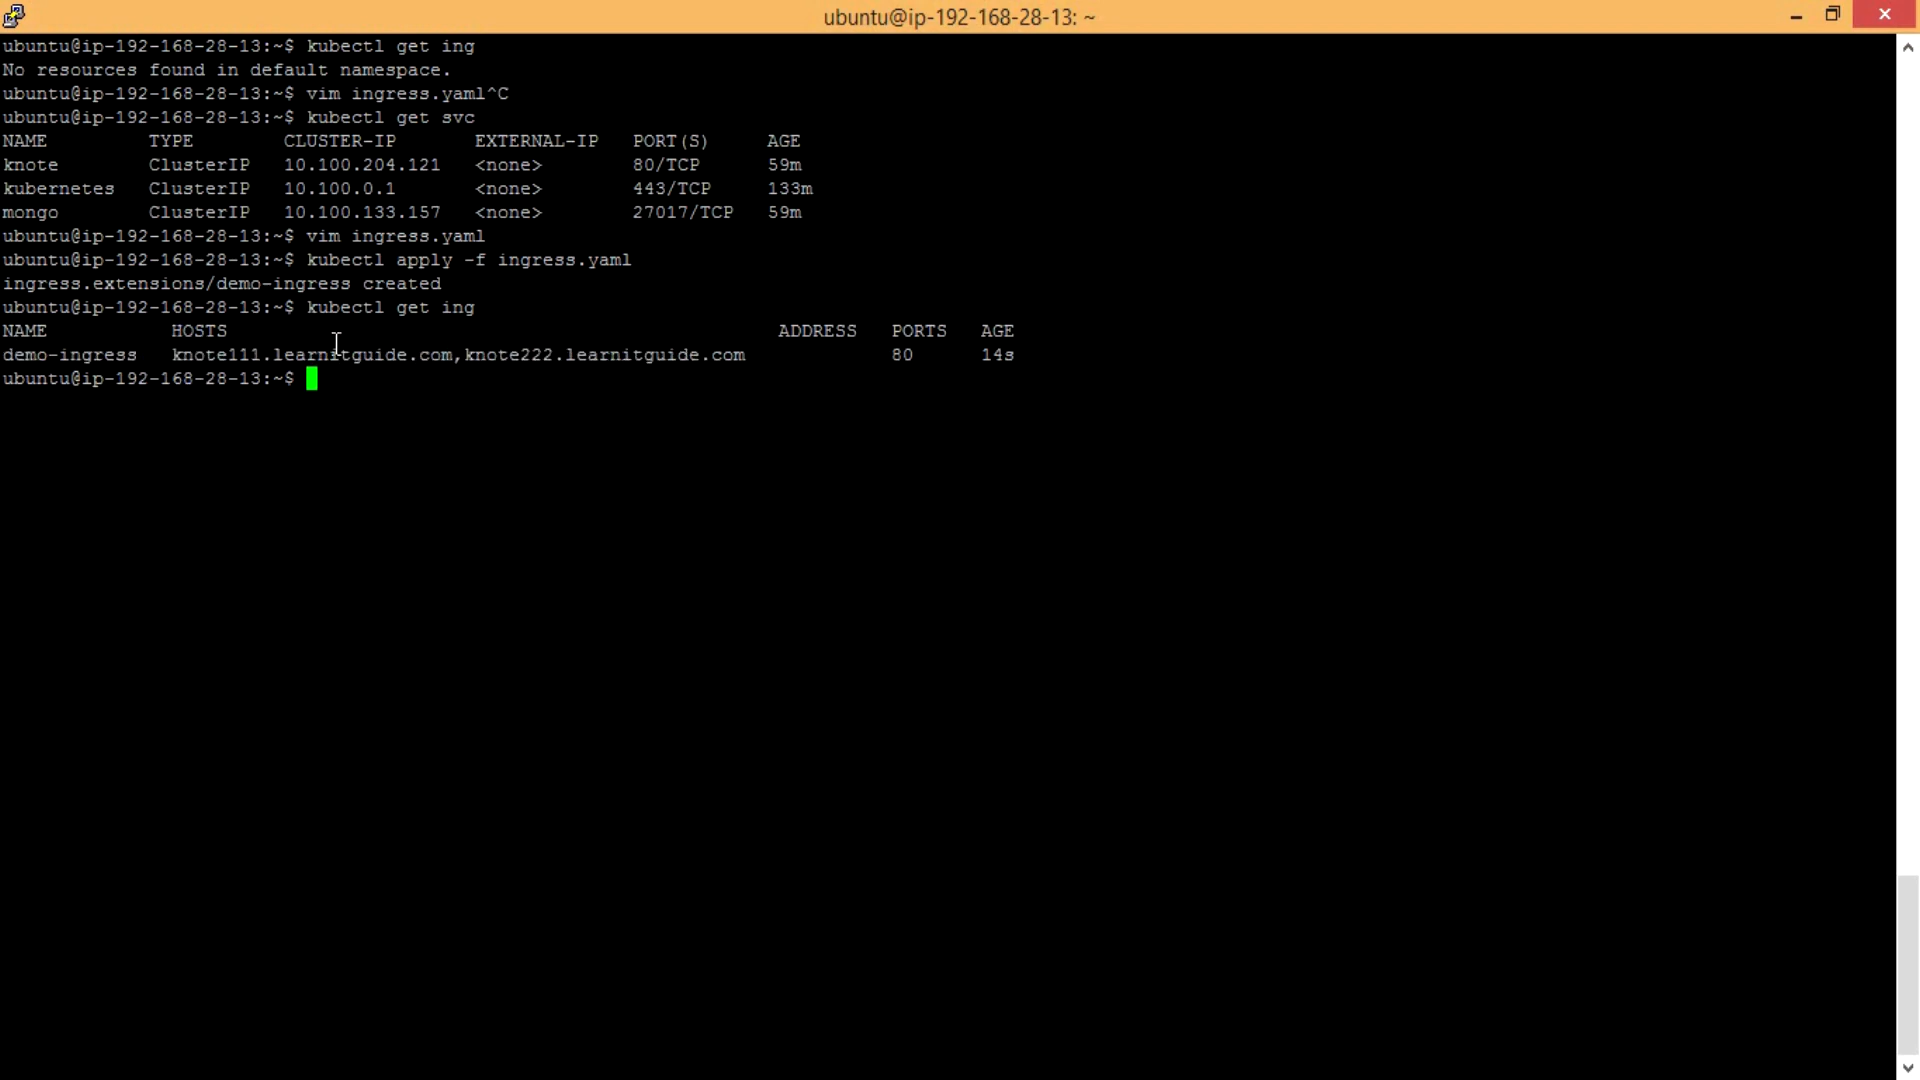 ubuntu@ip-192-168-28-13: ~
ubuntu@ip-192-168-28-13:~$ kubectl get ing
No resources found in default namespace.
ubuntu@ip-192-168-28-13:~$ vim ingress.yaml^C
ubuntu@ip-192-168-28-13:~$ kubectl get svc
NAME TYPE CLUSTER-IP EXTERNAL-IP PORT(S) AGE
knote ClusterIP 10.100.204.121 <none> 80/TCP 59m
kubernetes ClusterIP 10.100.0.1 <none> 443/TCP 133m
mongo ClusterIP 10.100.133.157 <none> 27017/TCP 59m
ubuntu@ip-192-168-28-13:~$ vim ingress.yaml
ubuntu@ip-192-168-28-13:~$ kubectl apply -f ingress.yaml
ingress.extensions/demo-ingress created
ubuntu@ip-192-168-28-13:~$ kubectl get ing
NAME HOSTS ADDRESS PORTS AGE
demo-ingress knote111.learnitguide.com,knote222.learnitguide.com 80 14s
ubuntu@ip-192-168-28-13:~$